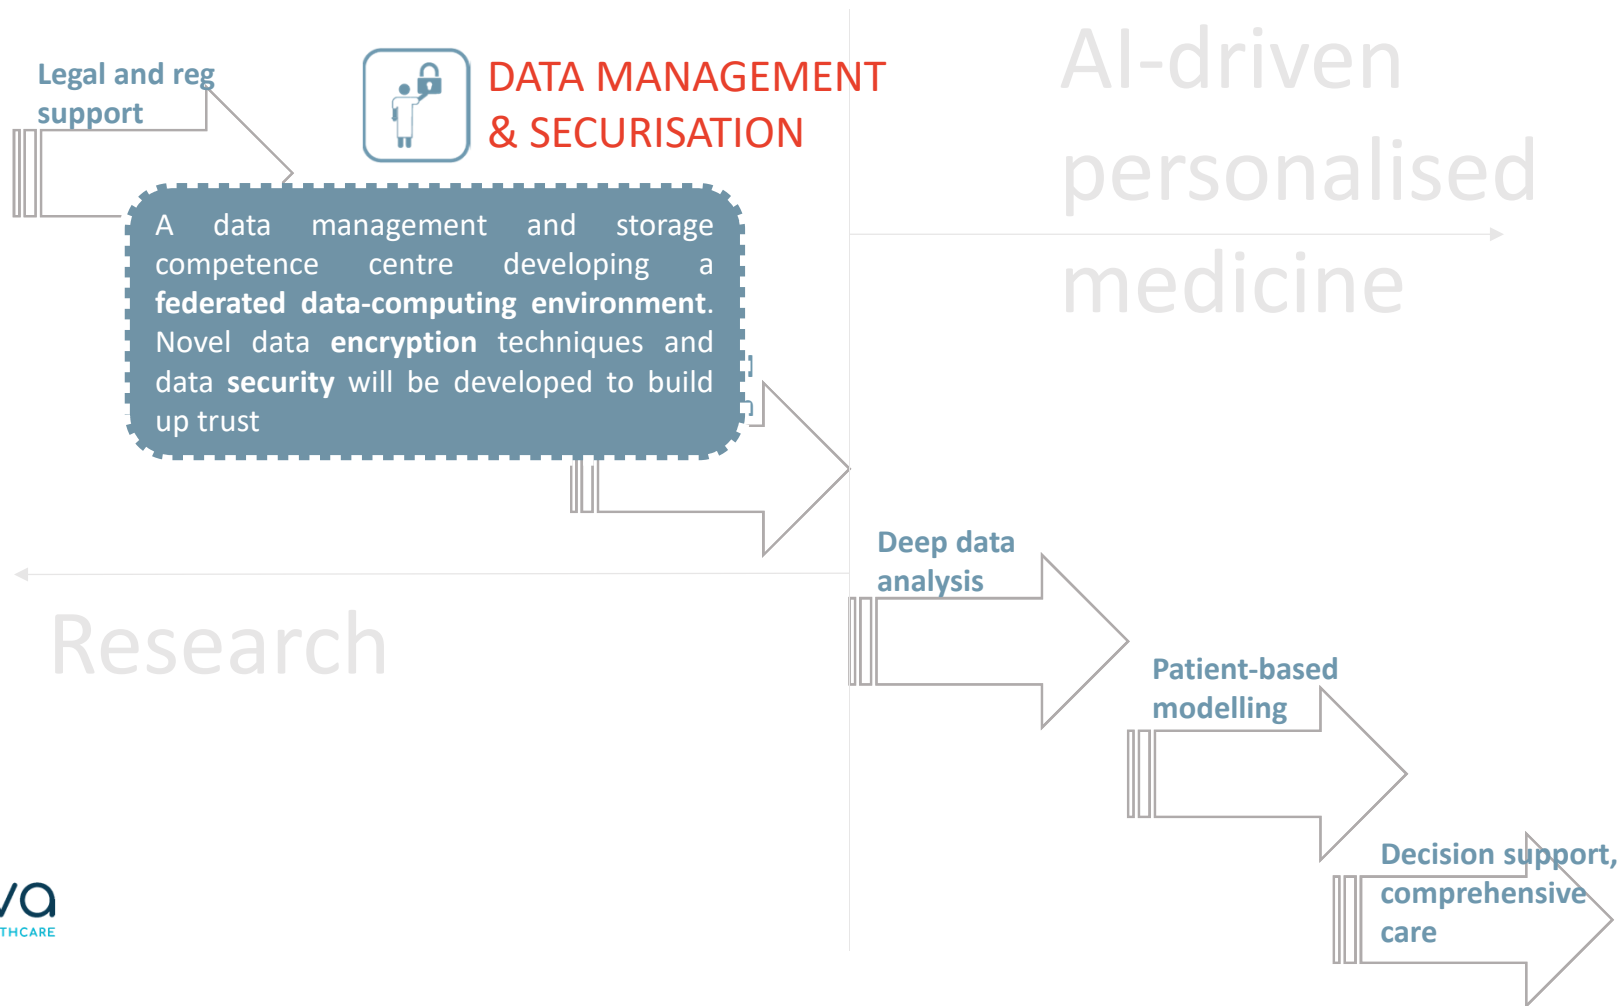 Legal and reg
support
DATA MANAGEMENT
& SECURISATION
AI-driven
personalised
medicine
A data management and storage
competence centre developing a
federated data-computing environment.
Novel data encryption techniques and
data security will be developed to build
up trust
Deep data
analysis
Research
Patient-based
modelling
Decision support,
comprehensive
care